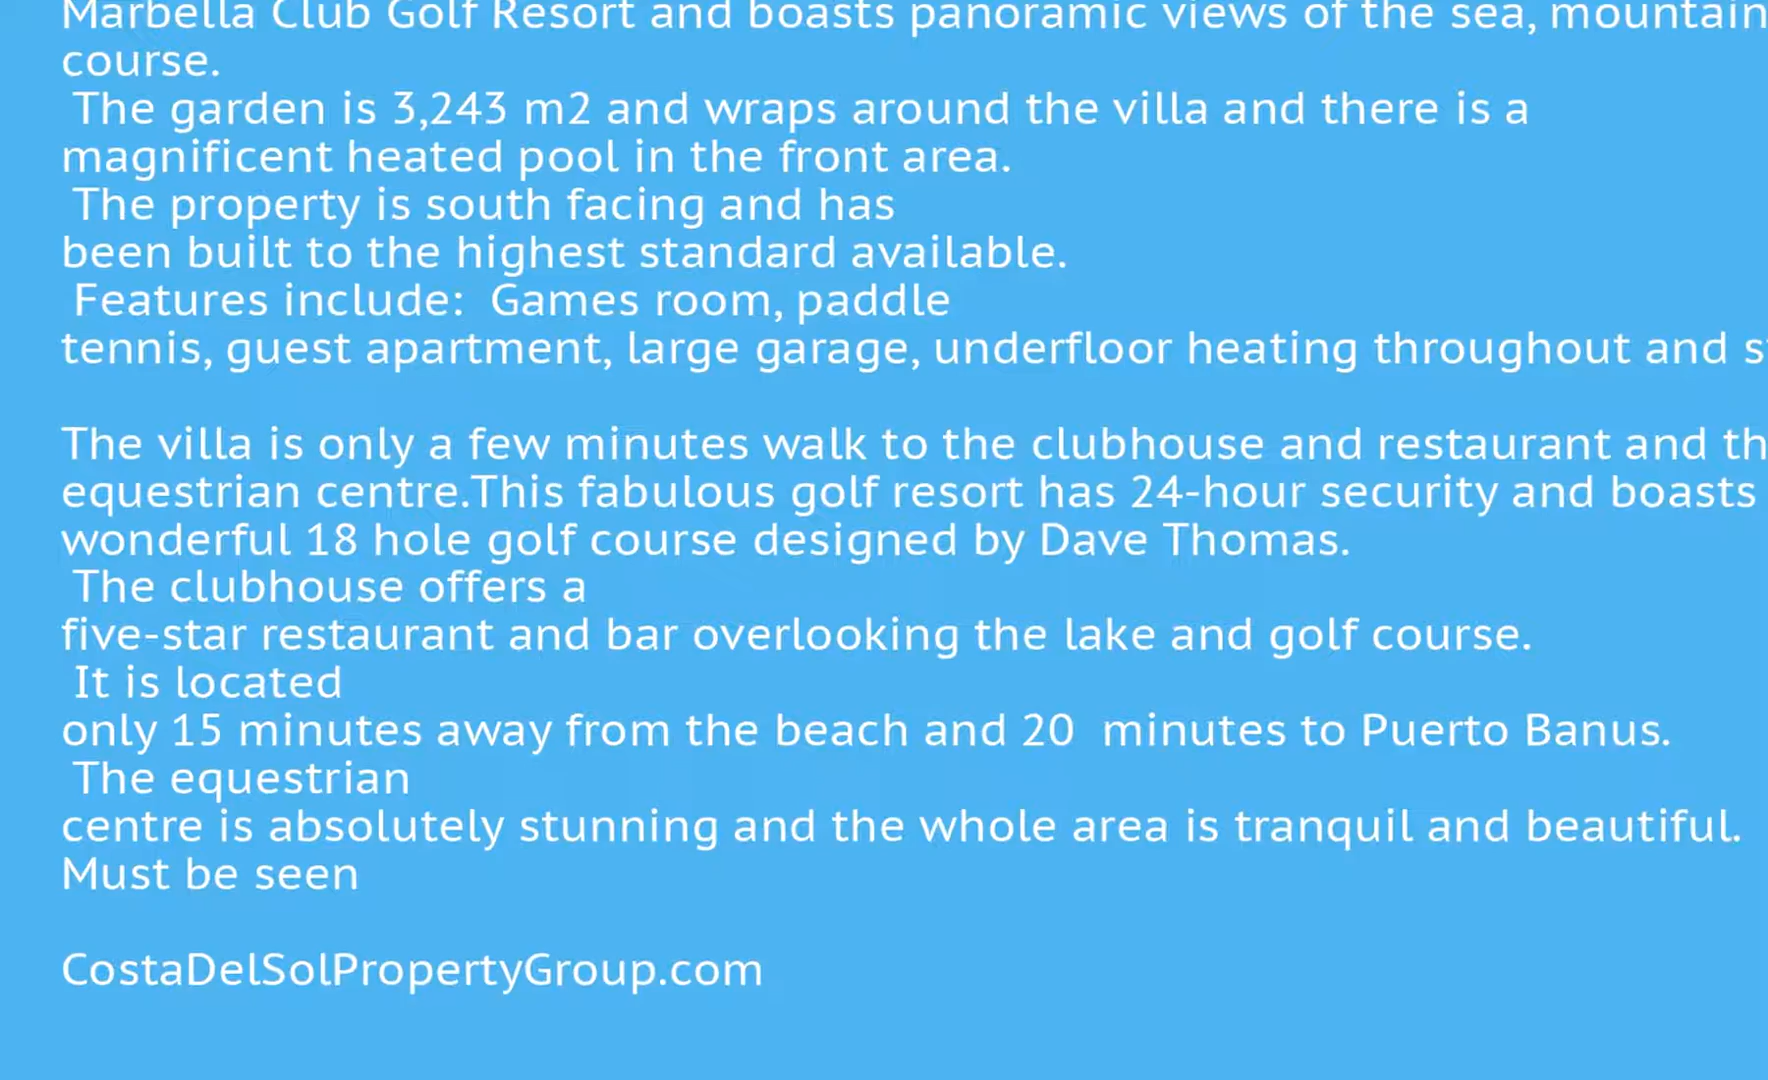 Marbella Club Golf Resort and boasts panoramic views of the sea, mountain
course.
The garden is 3,243 m2 and wraps around the villa and there is a
magnificent heated pool in the front area.
The property is south facing and has
been built to the highest standard available.
Features include:  Games room, paddle
tennis, guest apartment, large garage, underfloor heating throughout and
The villa is only a few minutes walk to the clubhouse and restaurant and
equestrian centre.This fabulous golf resort has 24-hour security and boasts
wonderful 18 hole golf course designed by Dave Thomas.
The clubhouse offers a
five-star restaurant and bar overlooking the lake and golf course.
It is located
only 15 minutes away from the beach and 20  minutes to Puerto Banus.
The equestrian
centre is absolutely stunning and the whole area is tranquil and beautiful.
Must be seen
CostaDelSolPropertyGroup.com